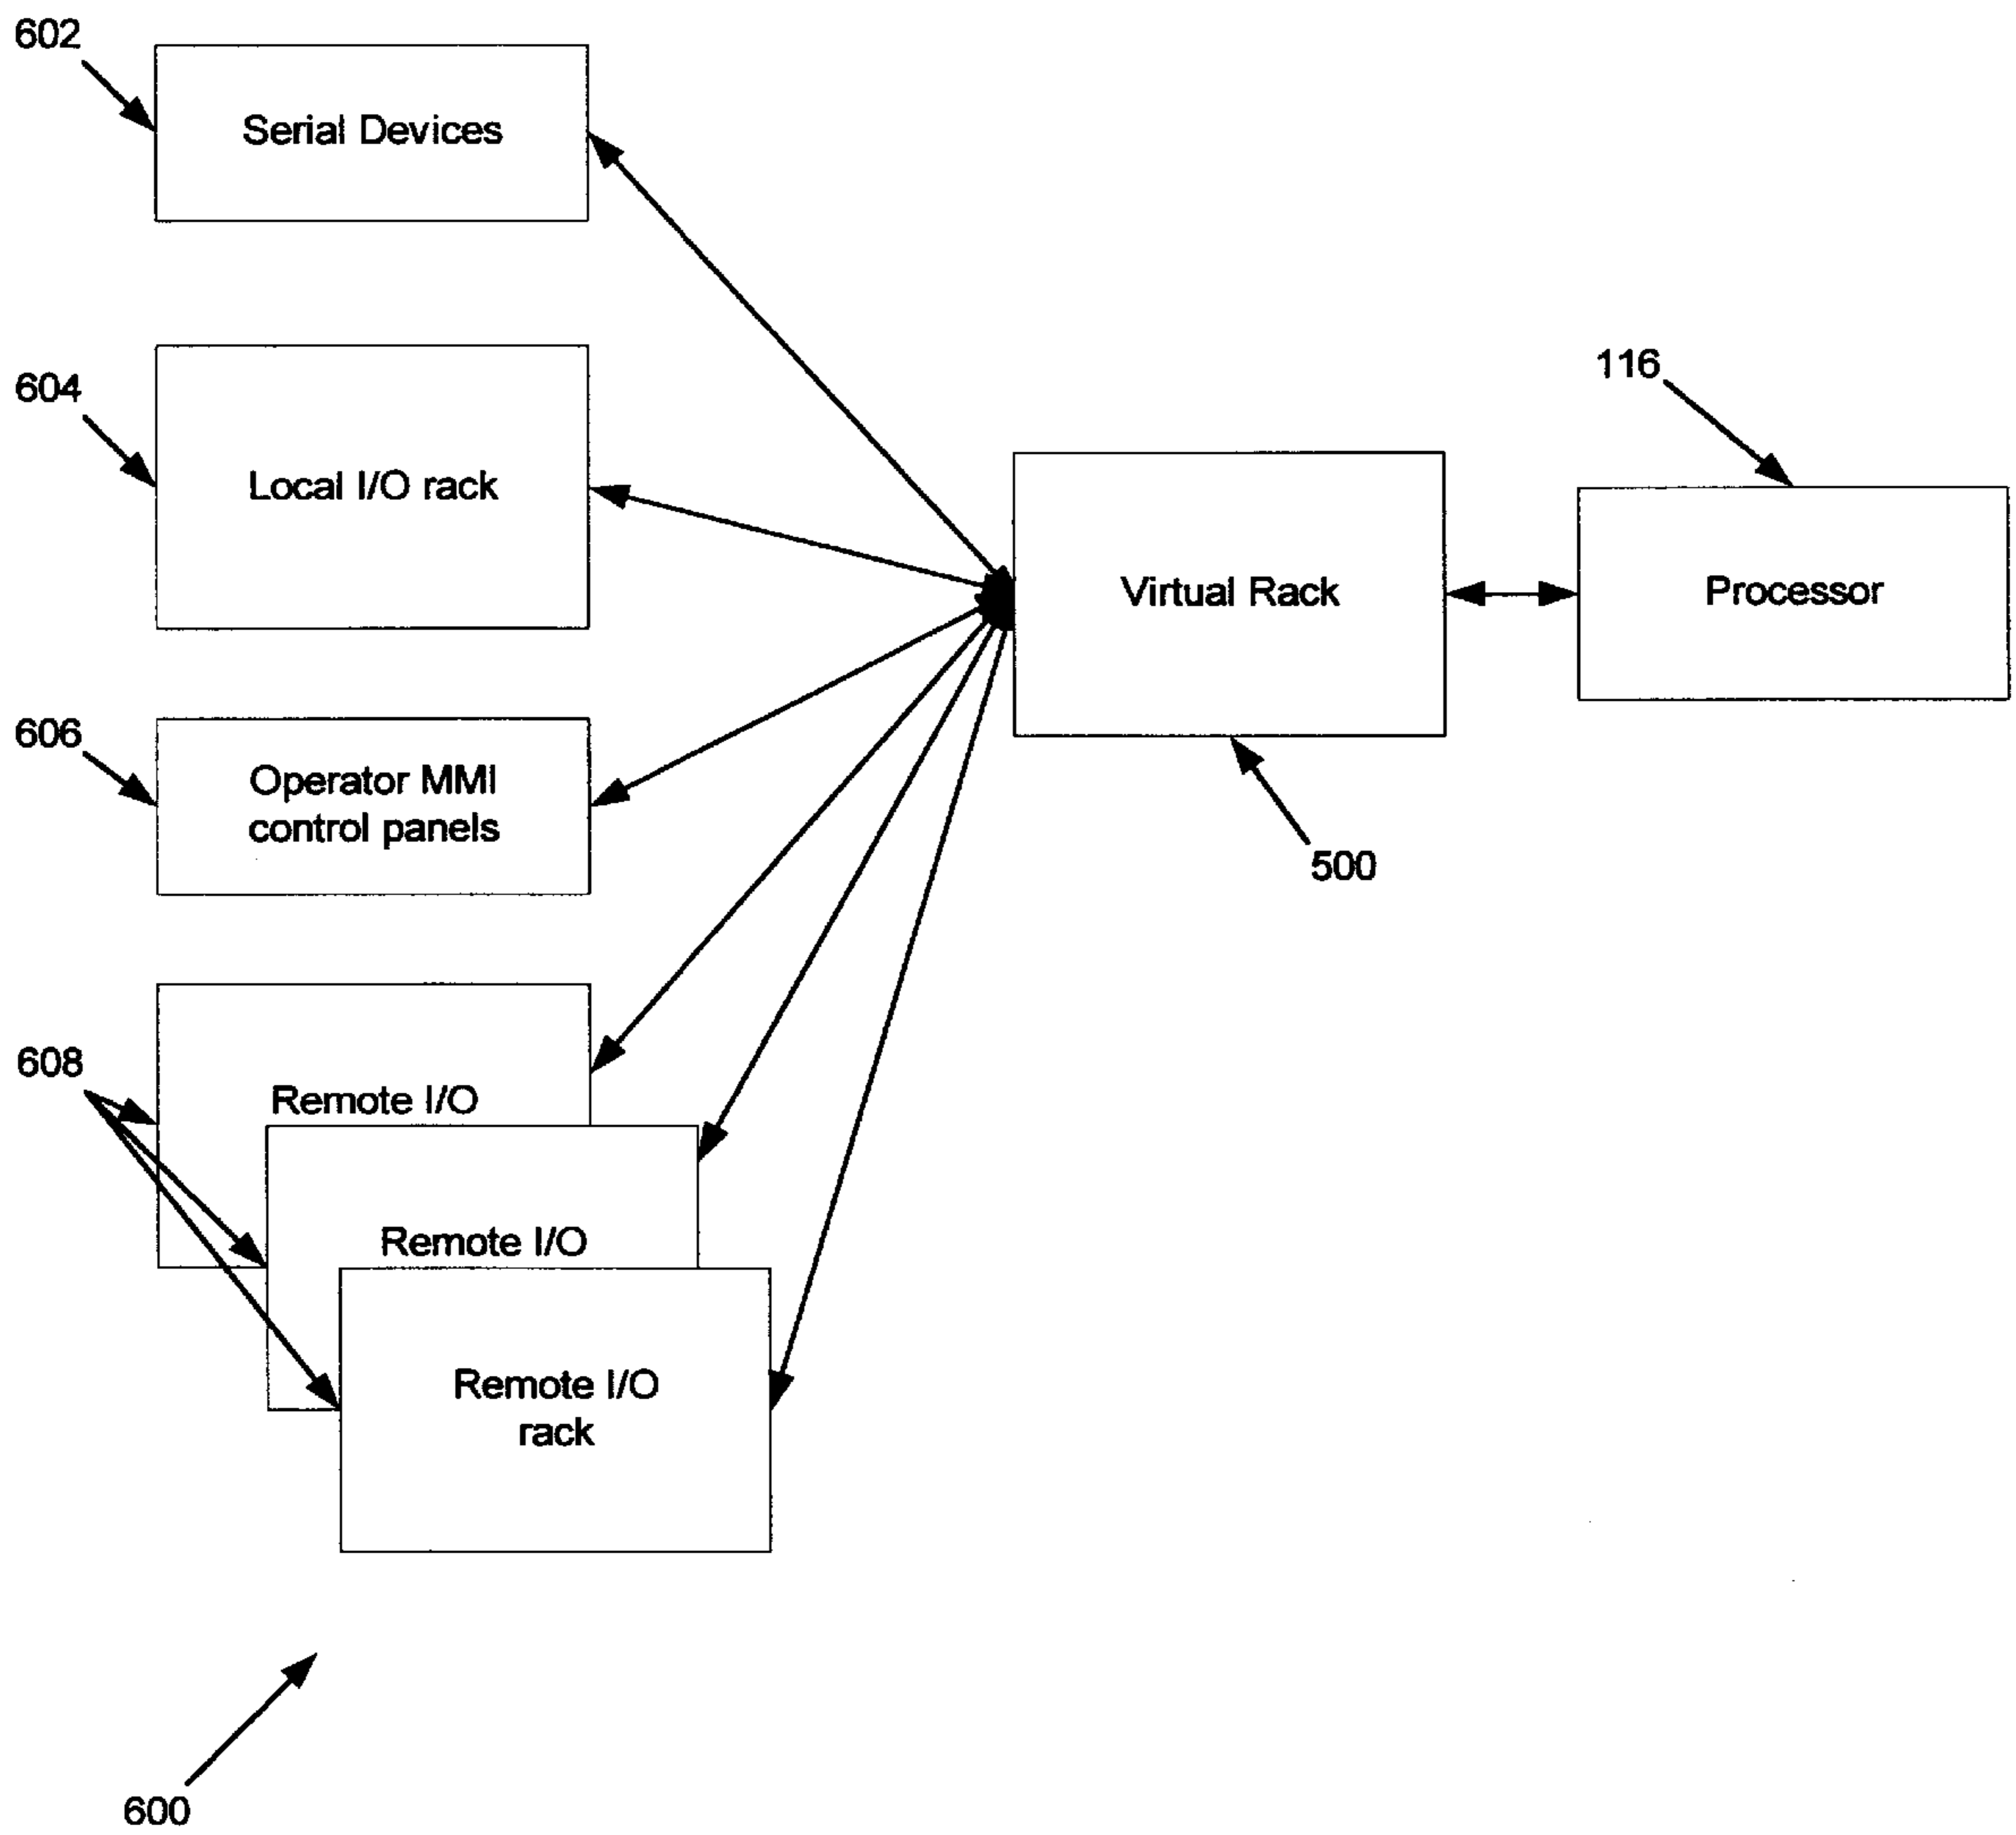 602
Serial Devices
604
Local I/O rack
116
Virtual Rack
Processor
606
Operator MMI
control panels
500
608
Remote I/O
Remote I/O
Remote I/O
rack
600